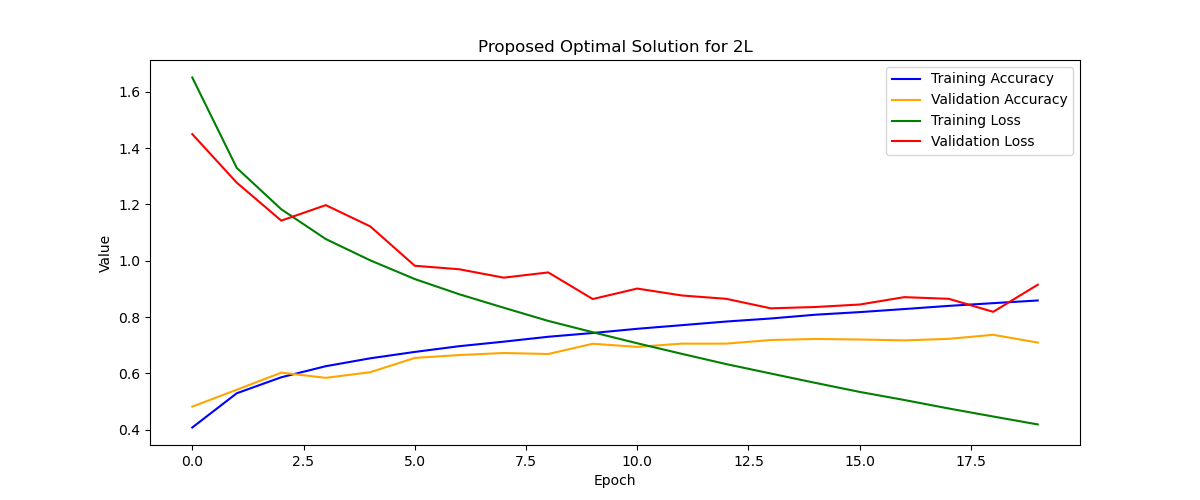 Proposed Optimal Solution for 2L
Training Accuracy
Validation Accuracy
Training Loss
Validation Loss
Value
1.6
1.4
1.2
1.0
0.8
0.6
0.4
0.0 2.5 5.0 7.5 10.0 12.5 15.0 17.5
Epoch